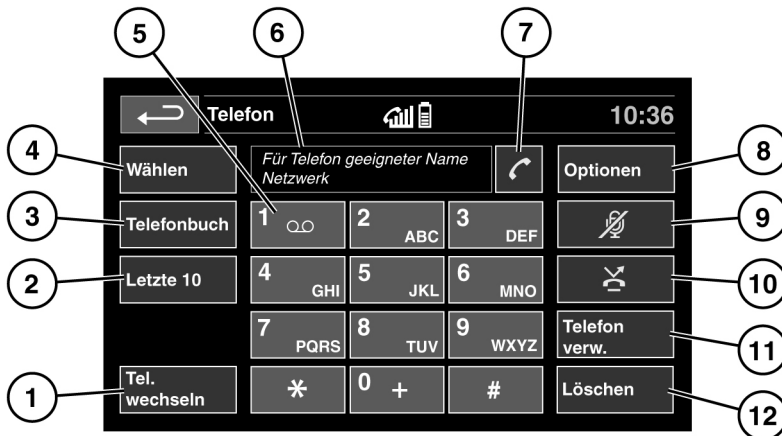 5
6
7
Telefon
10:36
4
Wählen
Für Telefon geeigneter Name
Netzwerk
Optionen
8
3
Telefonbuch
1
2 ABC
3 DEF
9
2
Letzte 10
4 GHI
5 JKL
6 MNO
10
7 PQRS
8 TUV
9 WXYZ
Telefon
verw.
11
1
Tel.
wechseln
*
0 +
#
Löschen
12